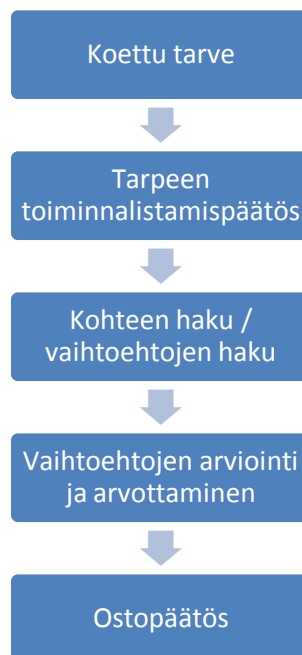 Koettu tarve
Tarpeen
toiminnalistamispäätös
Kohteen haku /
vaihtoehtojen haku
Vaihtoehtojen arviointi
ja arvottaminen
Ostopäätös